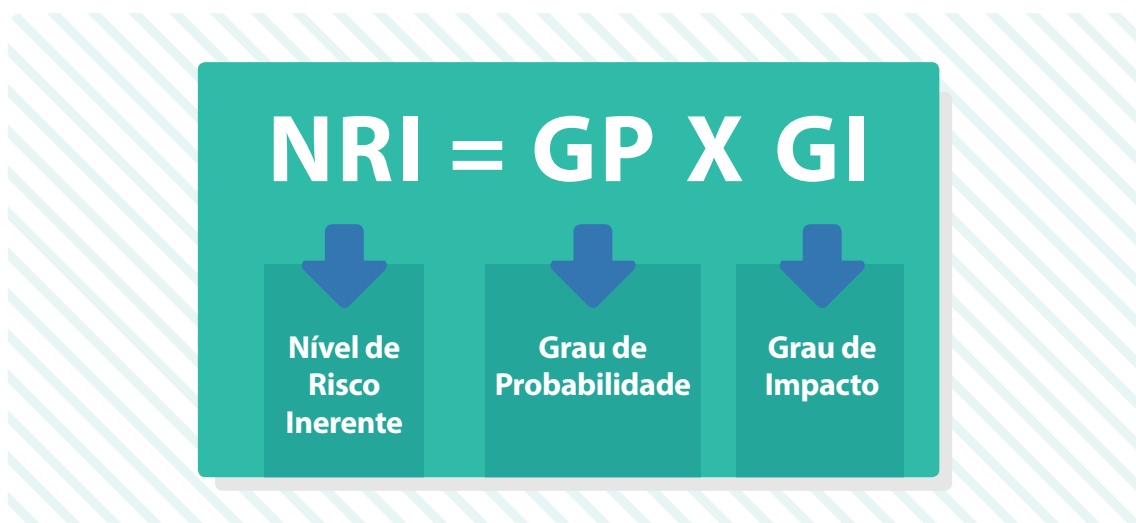 NRI = GP X GI
Nível de
Risco
Inerente
Grau de
Probabilidade
Grau de
Impacto